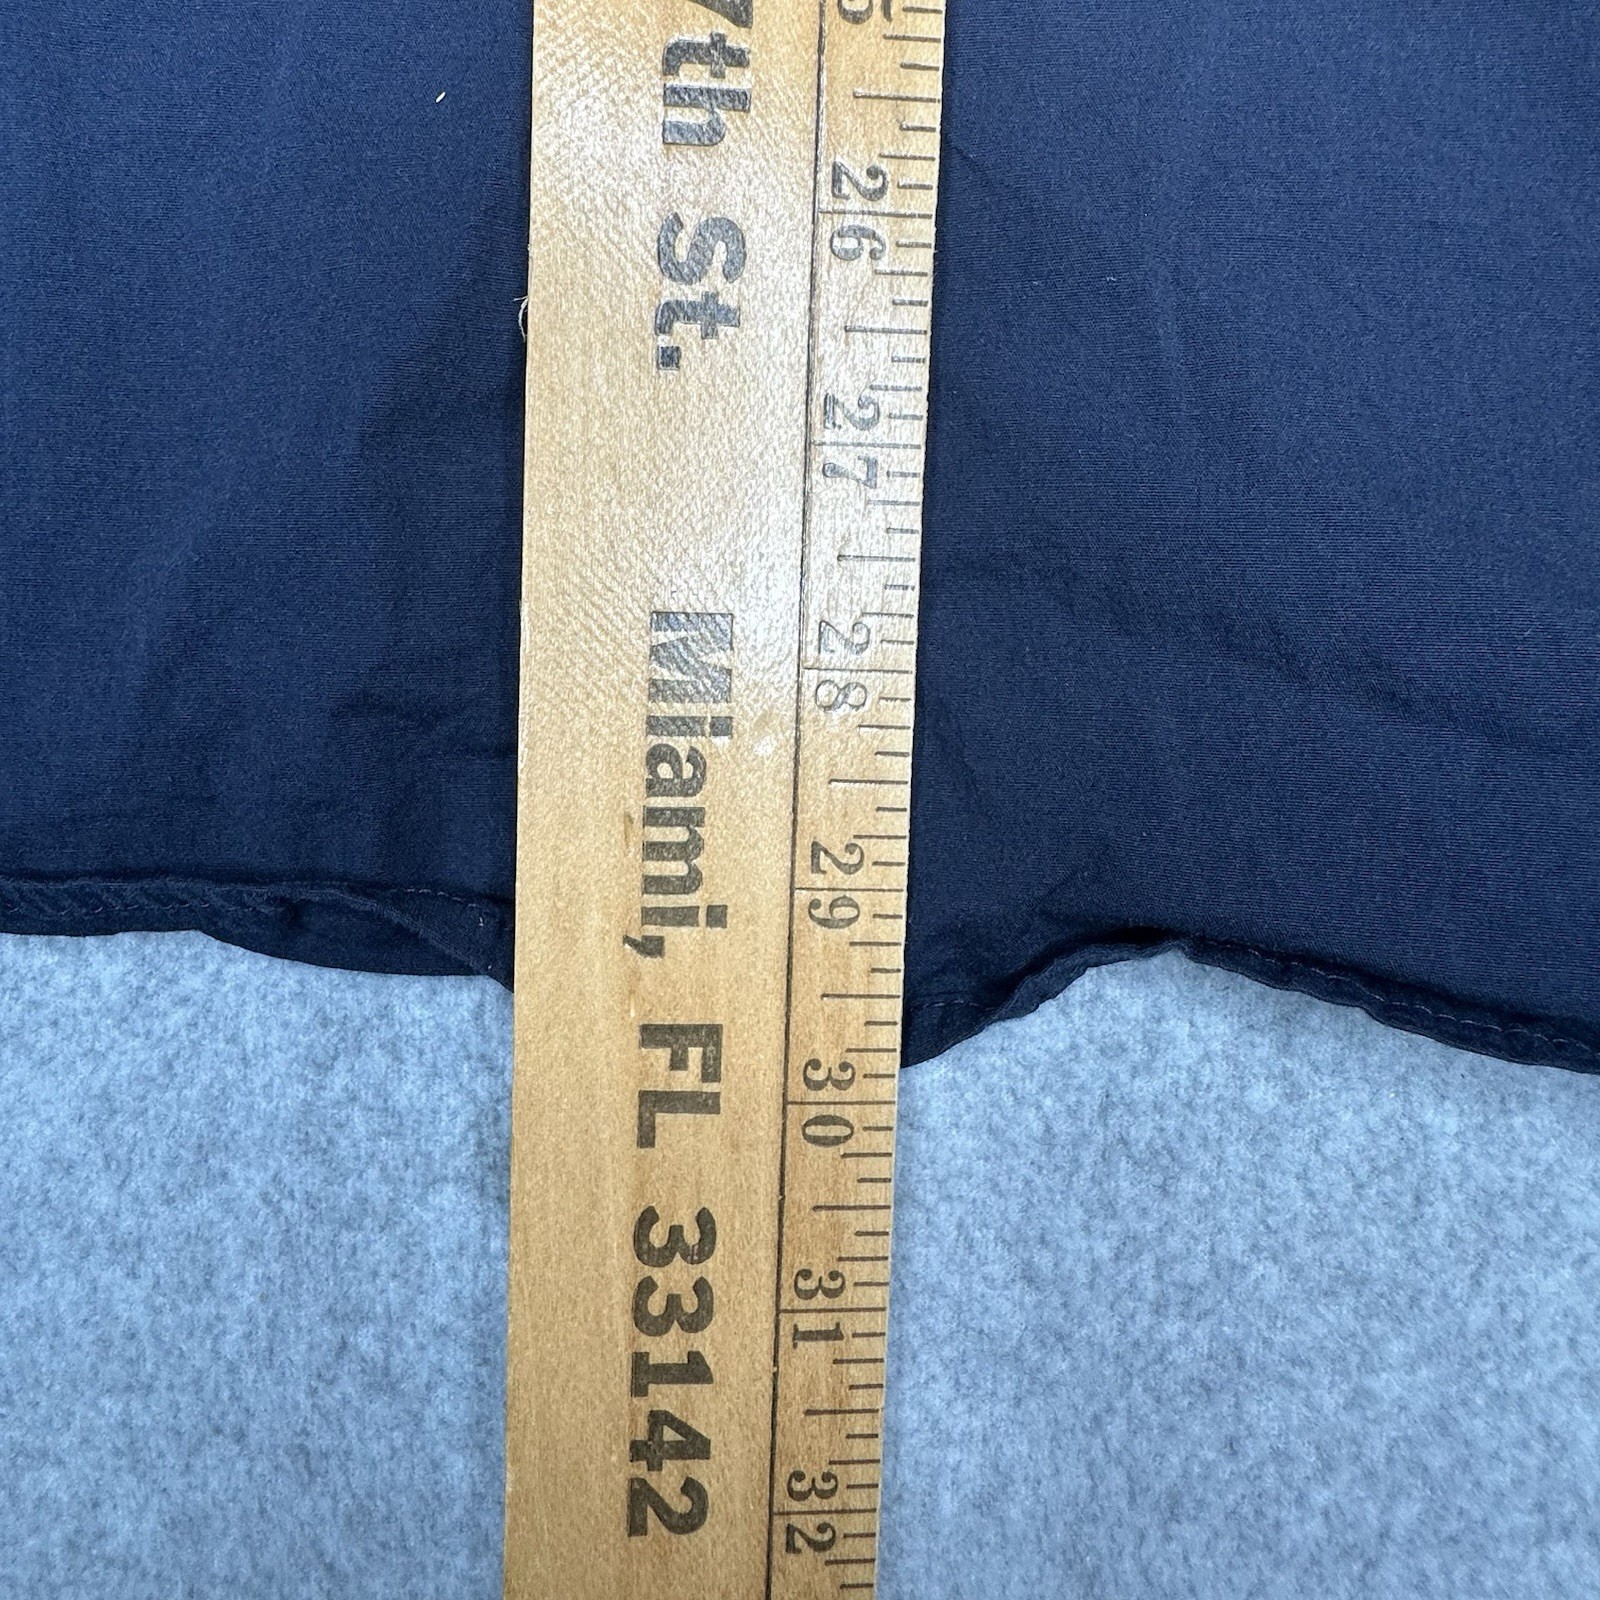 7th St. Miami, FL 33142
26 27 28 29 30 31 32